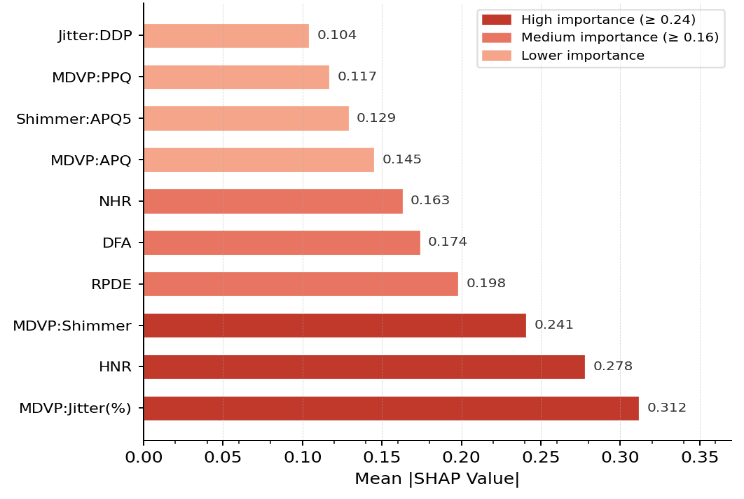 High importance (≥ 0.24)
Medium importance (≥ 0.16)
Lower importance
Jitter:DDP 0.104
MDVP:PPQ 0.117
Shimmer:APQ5 0.129
MDVP:APQ 0.145
NHR 0.163
DFA 0.174
RPDE 0.198
MDVP:Shimmer 0.241
HNR 0.278
MDVP:Jitter(%) 0.312
0.00 0.05 0.10 0.15 0.20 0.25 0.30 0.35
Mean |SHAP Value|